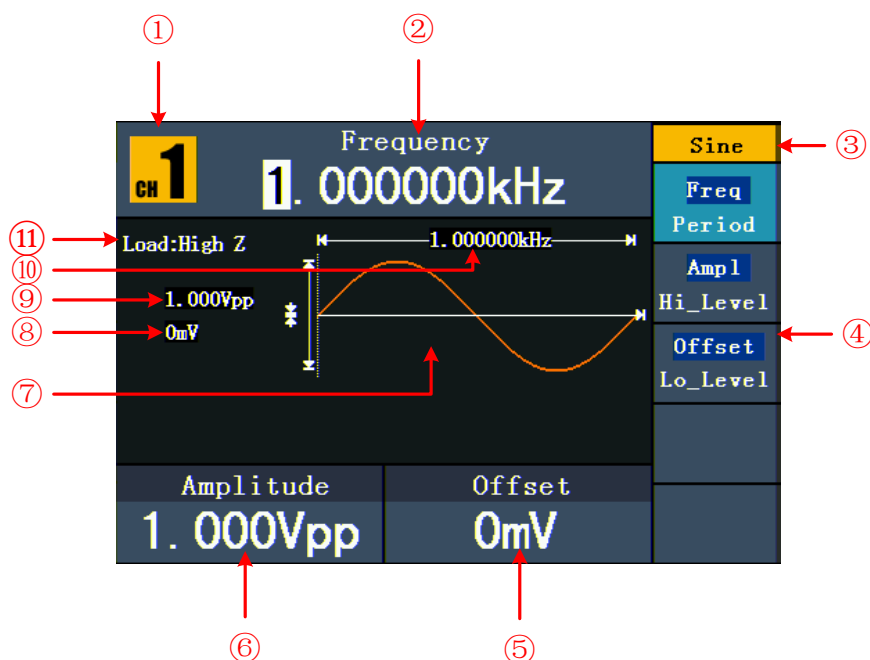 ① ②
Frequency
CH 1
1.000000kHz
Sine
③
Freq
Period
⑪
Load:High Z
1.000000kHz
⑩
Ampl
Hi_Level
⑨
1.000Vpp
⑧
0mV
Offset
④
Lo_Level
⑦
Amplitude
Offset
1.000Vpp
0mV
⑥ ⑤